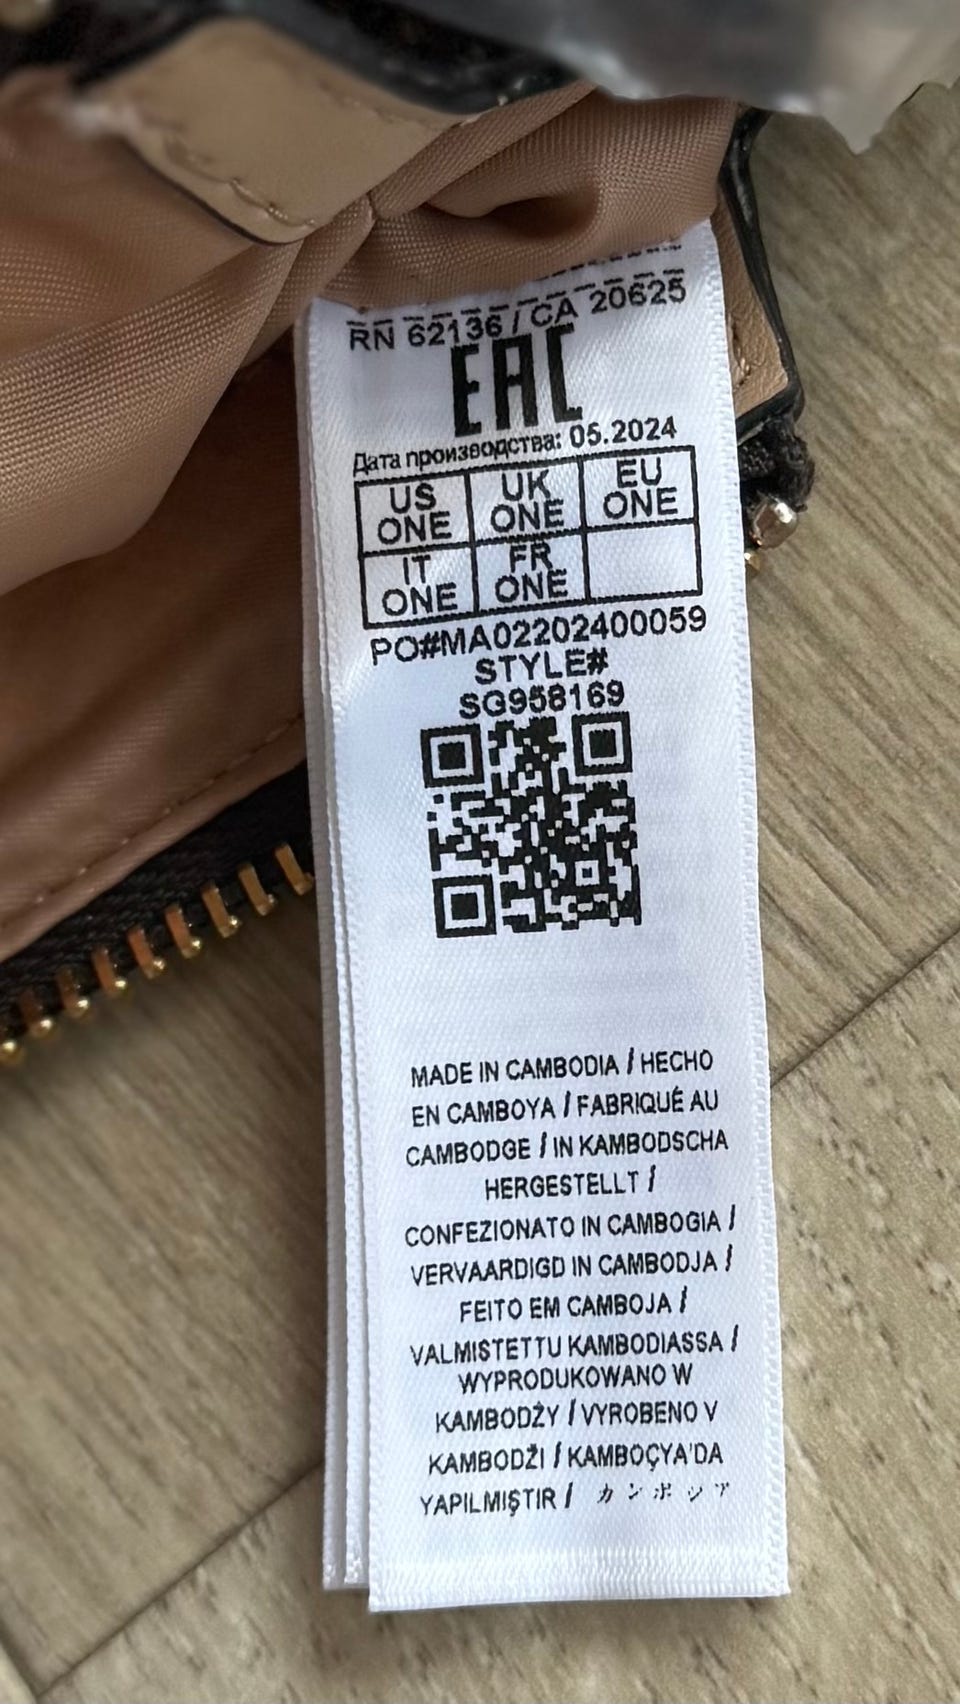 RN 62136 / CA 20625
EAC
Дата производства: 05.2024
US ONE
UK ONE
EU ONE
IT ONE
FR ONE
PO#MA02202400059
STYLE#
SG958169
MADE IN CAMBODIA / HECHO
EN CAMBOYA / FABRIQUÉ AU
CAMBODGE / IN KAMBODSCHA
HERGESTELLT /
CONFEZIONATO IN CAMBOGIA /
VERVAARDIGD IN CAMBODJA /
FEITO EM CAMBOJA /
VALMISTETTU KAMBODIASSA /
WYPRODUKOWANO W
KAMBODŻY / VYROBENO V
KAMBODŽI / KAMBOÇYA'DA
YAPILMIŞTIR / カンボジア